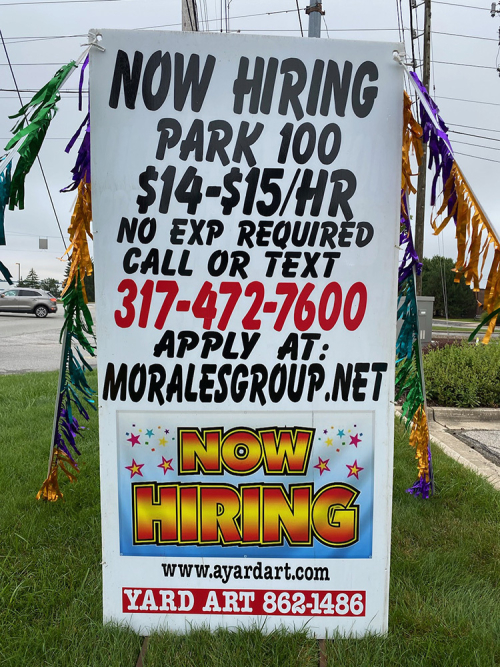 NOW HIRING
PARK 100
$14-$15/HR
NO EXP REQUIRED
CALL OR TEXT
317-472-7600
APPLY AT:
MORALESGROUP.NET
NOW
HIRING
www.ayardart.com
YARD ART 862-1486